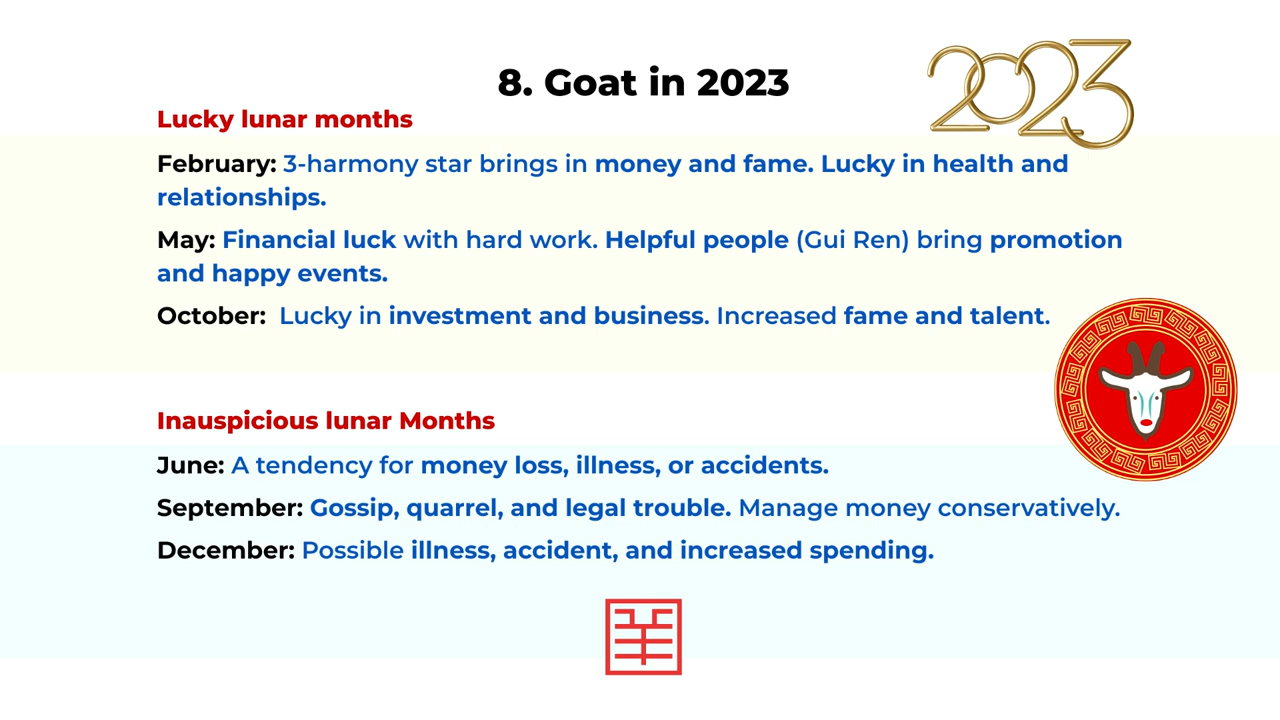 2023
8. Goat in 2023
Lucky lunar months
February: 3-harmony star brings in money and fame. Lucky in health and
relationships.
May: Financial luck with hard work. Helpful people (Gui Ren) bring promotion
and happy events.
October: Lucky in investment and business. Increased fame and talent.
Inauspicious lunar Months
June: A tendency for money loss, illness, or accidents.
September: Gossip, quarrel, and legal trouble. Manage money conservatively.
December: Possible illness, accident, and increased spending.
羊